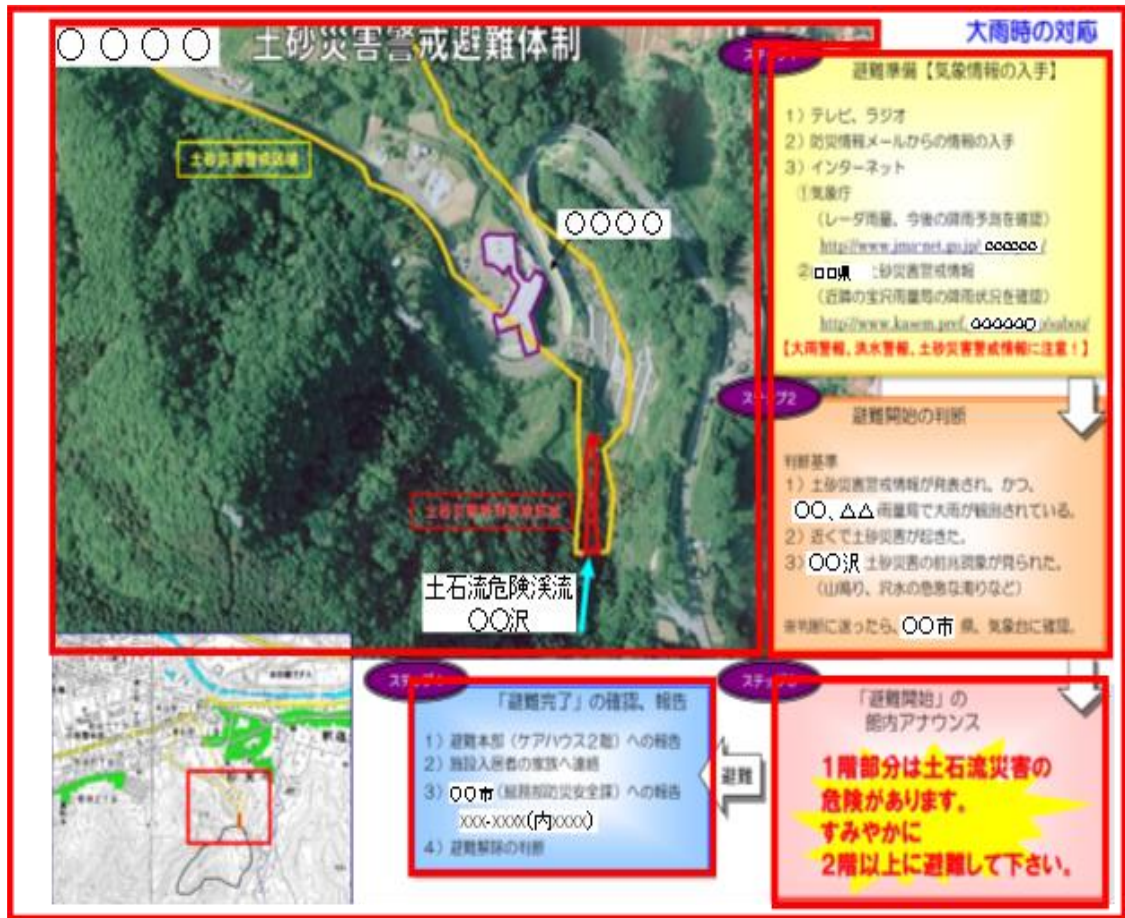 〇〇〇〇 土砂災害警戒避難体制
大雨時の対応
土砂災害警戒区域
〇〇〇〇
土石流危険渓流
〇〇沢
避難準備【気象情報の入手】
1）テレビ、ラジオ
2）防災情報メールからの情報の入手
3）インターネット
①気象庁
（レーダ雨量、今後の降雨予測を確認）
②□□県 土砂災害警戒情報
（近隣の宝沢雨量局の降雨状況を確認）
【大雨警報、洪水警報、土砂災害警戒情報に注意！】
ステップ2
避難開始の判断
判断基準
1）土砂災害警戒情報が発表され、かつ、
〇〇、△△ 雨量局で大雨が観測されている。
2）近くで土砂災害が起きた。
3）〇〇沢 土砂災害の前兆現象が見られた。
（山鳴り、沢水の急激な濁りなど）
※判断に迷ったら、〇〇市 県、気象台に確認。
「避難開始」の
館内アナウンス
1階部分は土石流災害の
危険があります。
すみやかに
2階以上に避難して下さい。
避難
「避難完了」の確認、報告
1）避難本部（ケアハウス2階）への報告
2）施設入居者の家族へ連絡
3）〇〇市（総務部防災安全課）への報告
xxx-xxxx(内xxxx)
4）避難解除の判断